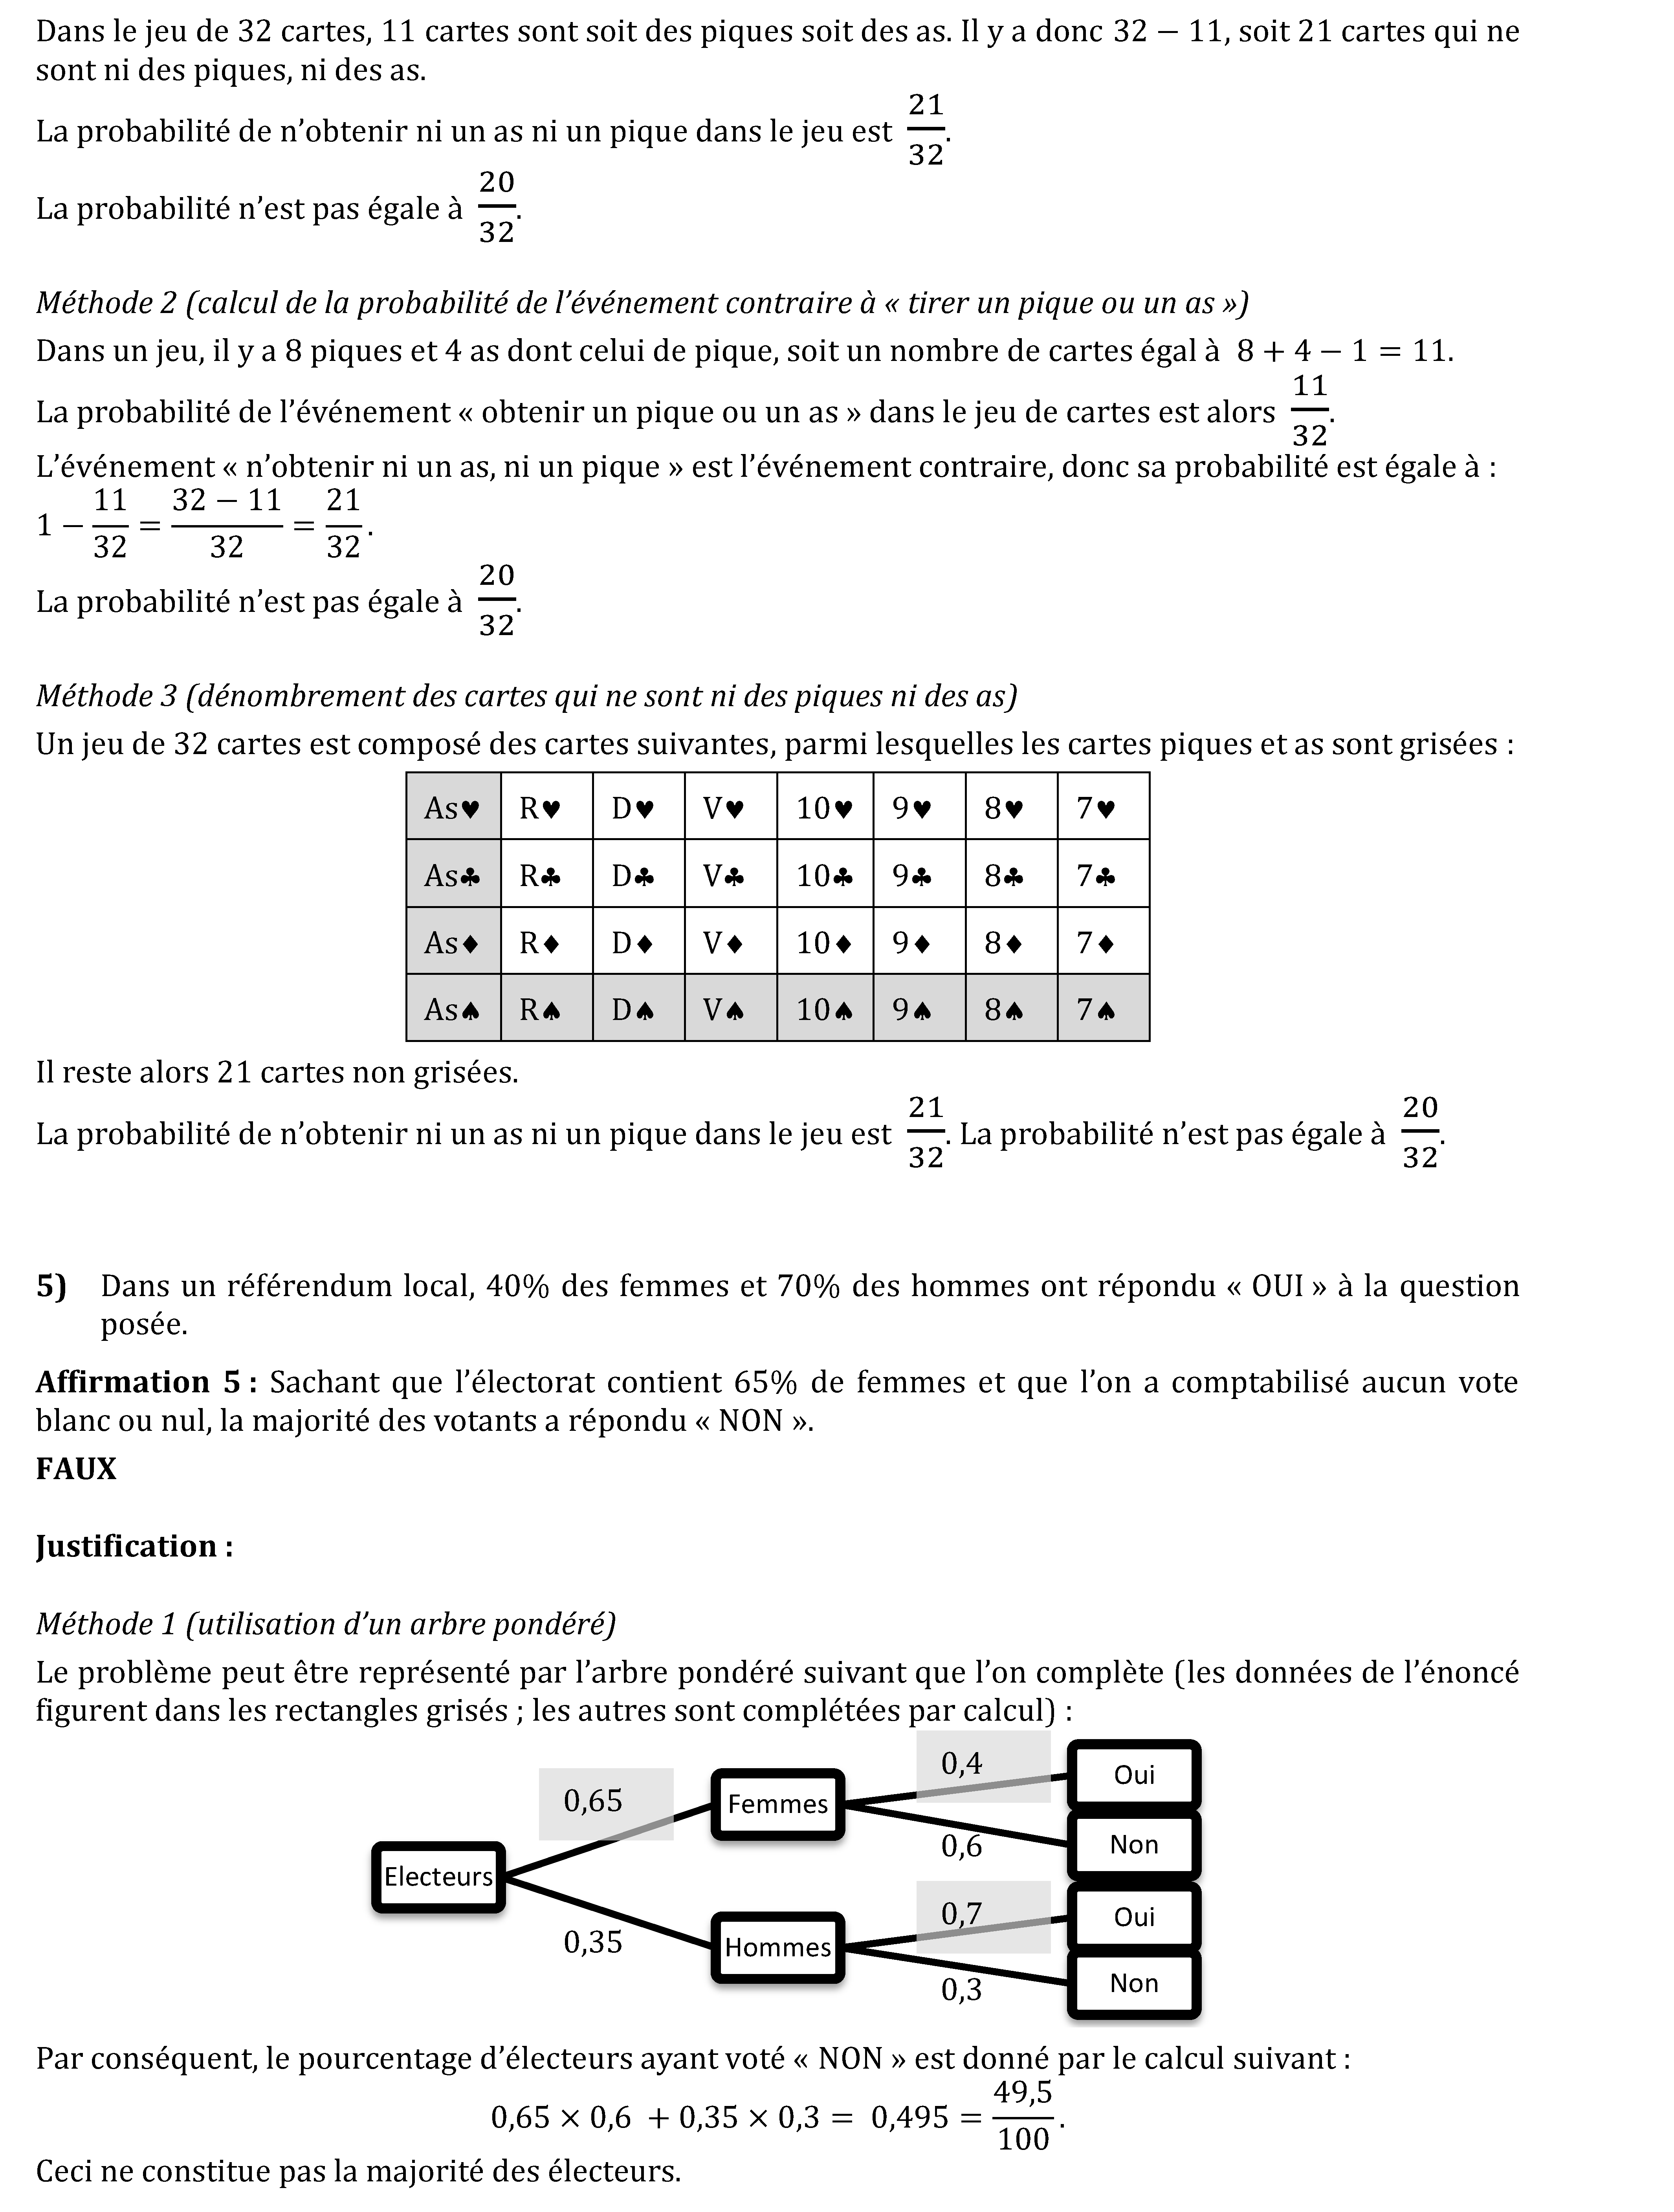 Dans le jeu de 32 cartes, 11 cartes sont soit des piques soit des as. Il y a donc 32 − 11, soit 21 cartes qui ne
sont ni des piques, ni des as.
La probabilité de n’obtenir ni un as ni un pique dans le jeu est 21/32.
La probabilité n’est pas égale à 20/32.
Méthode 2 (calcul de la probabilité de l’événement contraire à « tirer un pique ou un as »)
Dans un jeu, il y a 8 piques et 4 as dont celui de pique, soit un nombre de cartes égal à 8 + 4 − 1 = 11.
La probabilité de l’événement « obtenir un pique ou un as » dans le jeu de cartes est alors 11/32.
L’événement « n’obtenir ni un as, ni un pique » est l’événement contraire, donc sa probabilité est égale à :
1 − 11/32 = (32 − 11)/32 = 21/32.
La probabilité n’est pas égale à 20/32.
Méthode 3 (dénombrement des cartes qui ne sont ni des piques ni des as)
Un jeu de 32 cartes est composé des cartes suivantes, parmi lesquelles les cartes piques et as sont grisées :
As♥ R♥ D♥ V♥ 10♥ 9♥ 8♥ 7♥
As♣ R♣ D♣ V♣ 10♣ 9♣ 8♣ 7♣
As♦ R♦ D♦ V♦ 10♦ 9♦ 8♦ 7♦
As♠ R♠ D♠ V♠ 10♠ 9♠ 8♠ 7♠
Il reste alors 21 cartes non grisées.
La probabilité de n’obtenir ni un as ni un pique dans le jeu est 21/32. La probabilité n’est pas égale à 20/32.
5) Dans un référendum local, 40% des femmes et 70% des hommes ont répondu « OUI » à la question
posée.
Affirmation 5 : Sachant que l’électorat contient 65% de femmes et que l’on a comptabilisé aucun vote
blanc ou nul, la majorité des votants a répondu « NON ».
FAUX
Justification :
Méthode 1 (utilisation d’un arbre pondéré)
Le problème peut être représenté par l’arbre pondéré suivant que l’on complète (les données de l’énoncé
figurent dans les rectangles grisés ; les autres sont complétées par calcul) :
0,4
Oui
0,65
Femmes
0,6
Non
Electeurs
0,7
Oui
0,35
Hommes
0,3
Non
Par conséquent, le pourcentage d’électeurs ayant voté « NON » est donné par le calcul suivant :
0,65 × 0,6 + 0,35 × 0,3 = 0,495 = 49,5/100.
Ceci ne constitue pas la majorité des électeurs.